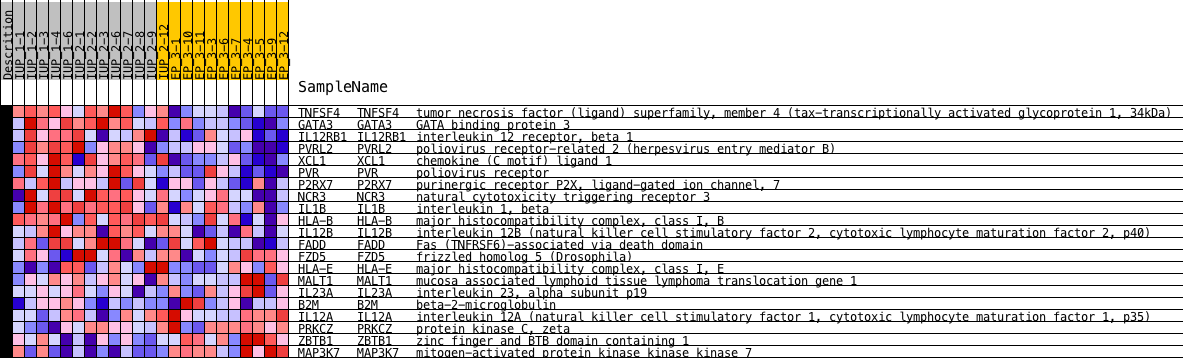 Descrition
IUP_1-1
IUP_1-2
IUP_1-3
IUP_1-4
IUP_1-6
IUP_2-1
IUP_2-2
IUP_2-3
IUP_2-6
IUP_2-7
IUP_2-8
IUP_2-9
IUP_2-12
EP_3-1
EP_3-10
EP_3-11
EP_3-3
EP_3-6
EP_3-7
EP_3-4
EP_3-5
EP_3-9
EP_3-12
SampleName
TNFSF4 TNFSF4 tumor necrosis factor (ligand) superfamily, member 4 (tax-transcriptionally activated glycoprotein 1, 34kDa)
GATA3 GATA3 GATA binding protein 3
IL12RB1 IL12RB1 interleukin 12 receptor, beta 1
PVRL2 PVRL2 poliovirus receptor-related 2 (herpesvirus entry mediator B)
XCL1 XCL1 chemokine (C motif) ligand 1
PVR PVR poliovirus receptor
P2RX7 P2RX7 purinergic receptor P2X, ligand-gated ion channel, 7
NCR3 NCR3 natural cytotoxicity triggering receptor 3
IL1B IL1B interleukin 1, beta
HLA-B HLA-B major histocompatibility complex, class I, B
IL12B IL12B interleukin 12B (natural killer cell stimulatory factor 2, cytotoxic lymphocyte maturation factor 2, p40)
FADD FADD Fas (TNFRSF6)-associated via death domain
FZD5 FZD5 frizzled homolog 5 (Drosophila)
HLA-E HLA-E major histocompatibility complex, class I, E
MALT1 MALT1 mucosa associated lymphoid tissue lymphoma translocation gene 1
IL23A IL23A interleukin 23, alpha subunit p19
B2M B2M beta-2-microglobulin
IL12A IL12A interleukin 12A (natural killer cell stimulatory factor 1, cytotoxic lymphocyte maturation factor 1, p35)
PRKCZ PRKCZ protein kinase C, zeta
ZBTB1 ZBTB1 zinc finger and BTB domain containing 1
MAP3K7 MAP3K7 mitogen-activated protein kinase kinase kinase 7